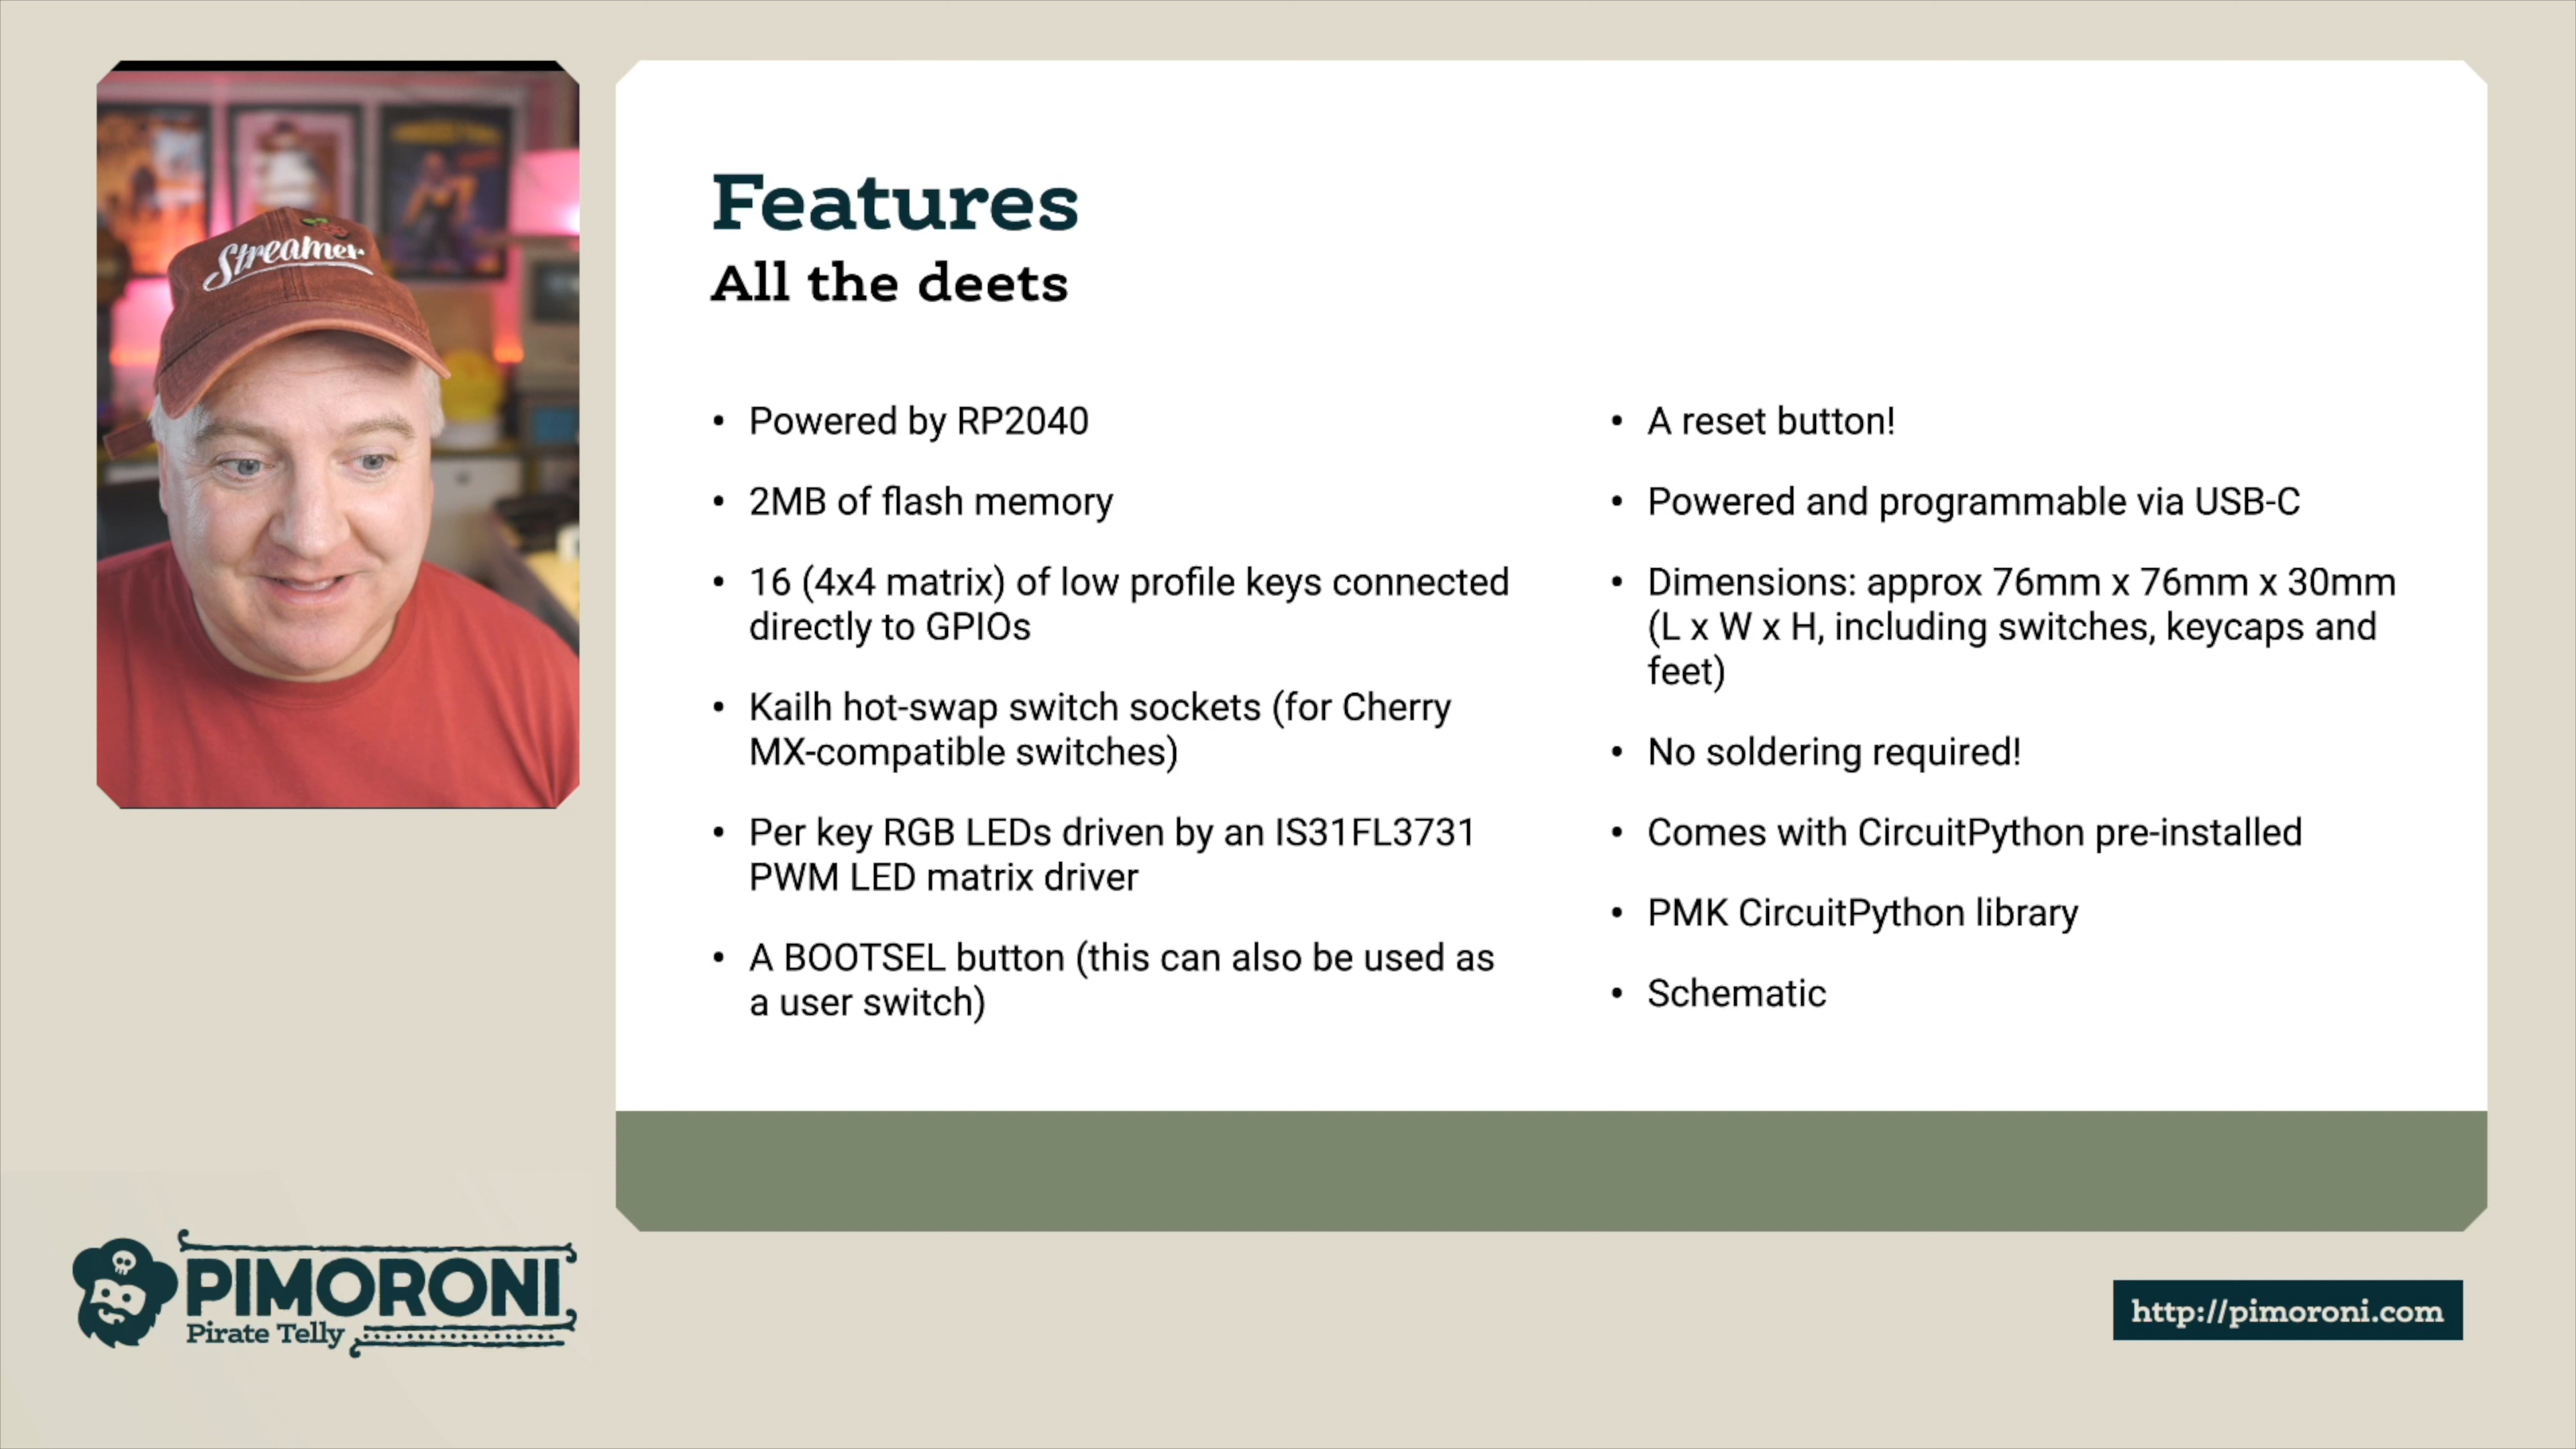 Streamer
Features
All the deets
• Powered by RP2040
• 2MB of flash memory
• 16 (4x4 matrix) of low profile keys connected
directly to GPIOs
• Kailh hot-swap switch sockets (for Cherry
MX-compatible switches)
• Per key RGB LEDs driven by an IS31FL3731
PWM LED matrix driver
• A BOOTSEL button (this can also be used as
a user switch)
• A reset button!
• Powered and programmable via USB-C
• Dimensions: approx 76mm x 76mm x 30mm
(L x W x H, including switches, keycaps and
feet)
• No soldering required!
• Comes with CircuitPython pre-installed
• PMK CircuitPython library
• Schematic
PIMORONI
Pirate Telly
http://pimoroni.com